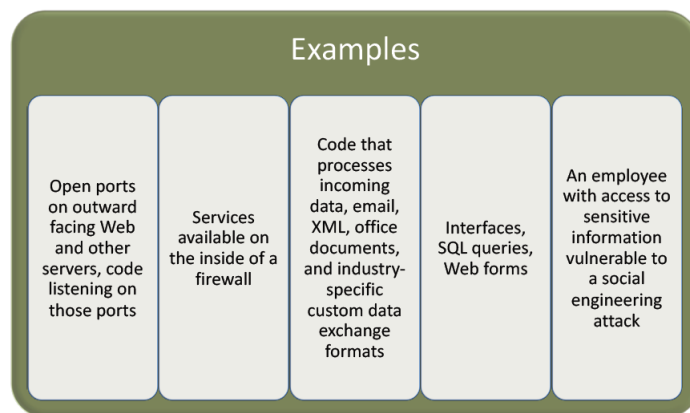 Examples
Open ports
on outward
facing Web
and other
servers, code
listening on
those ports
Services
available on
the inside of a
firewall
Code that
processes
incoming
data, email,
XML, office
documents,
and industry-
specific
custom data
exchange
formats
Interfaces,
SQL queries,
Web forms
An employee
with access to
sensitive
information
vulnerable to
a social
engineering
attack